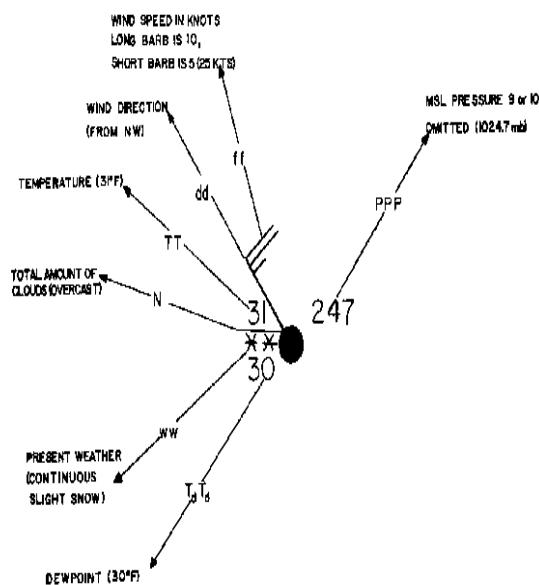 WIND SPEED IN KNOTS
LONG BARB IS 10,
SHORT BARB IS 5 (25 KTS)
MSL PRESSURE 9 or 10
OMITTED (1024.7 mb)
WIND DIRECTION
(FROM NW)
ff
dd
TEMPERATURE (31°F)
PPP
TT
TOTAL AMOUNT OF
CLOUDS (OVERCAST)
N
31
247
30
ww
PRESENT WEATHER
(CONTINUOUS
SLIGHT SNOW)
TdTd
DEWPOINT (30°F)